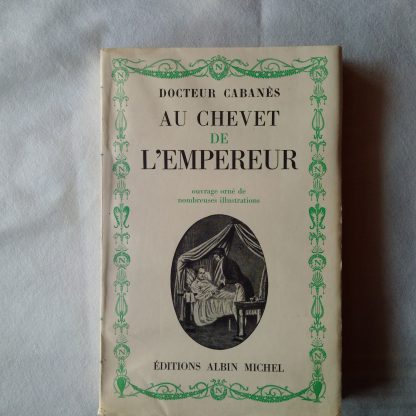 DOCTEUR CABANÈS
AU CHEVET
DE
L'EMPEREUR
ouvrage orné de
nombreuses illustrations
ÉDITIONS ALBIN MICHEL